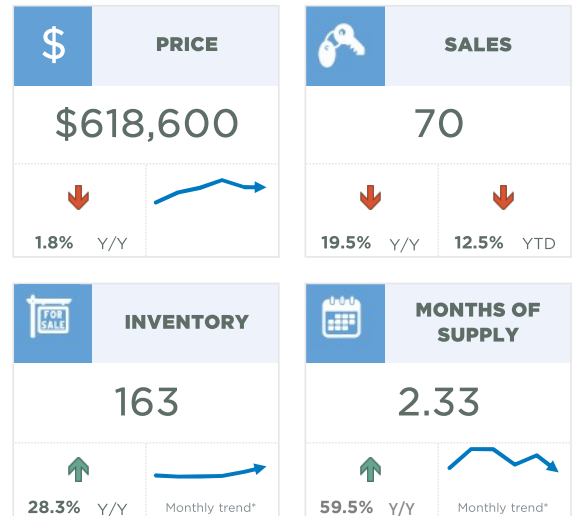 $
PRICE
$618,600
1.8% Y/Y
SALES
70
19.5% Y/Y
12.5% YTD
FOR
SALE
INVENTORY
163
28.3% Y/Y
Monthly trend*
MONTHS OF
SUPPLY
2.33
59.5% Y/Y
Monthly trend*